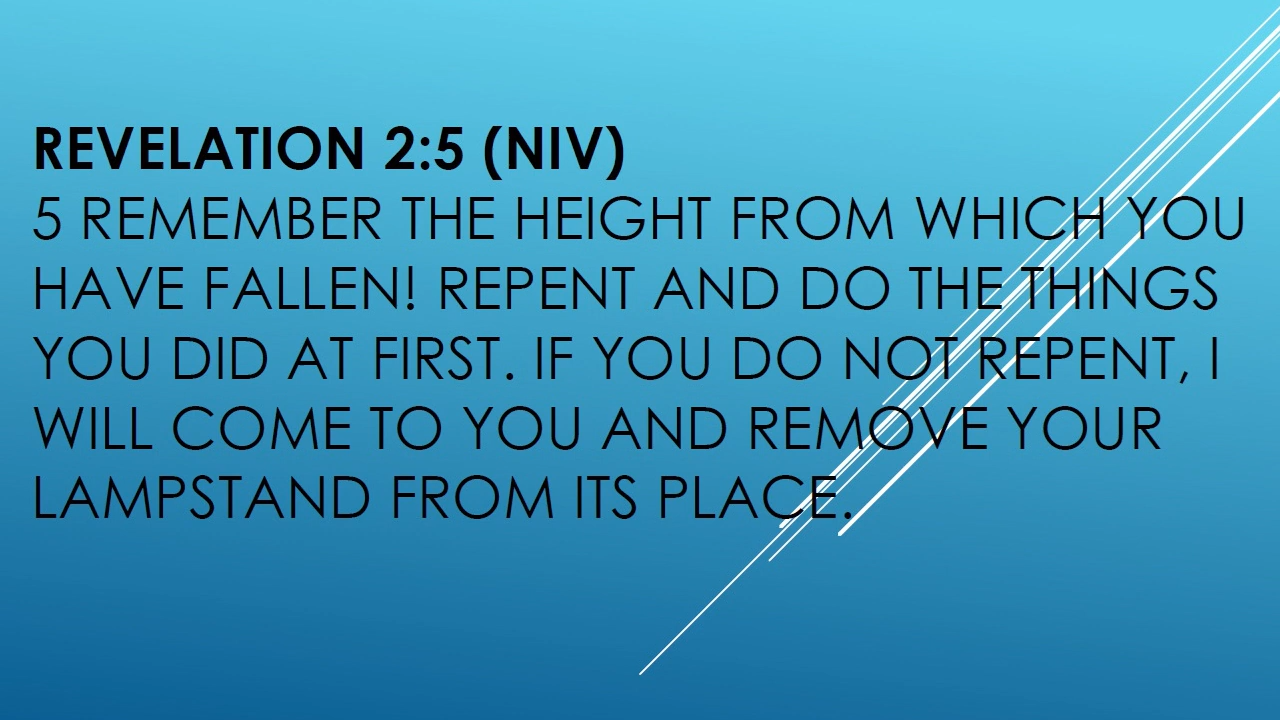 REVELATION 2:5 (NIV)
5 REMEMBER THE HEIGHT FROM WHICH YOU
HAVE FALLEN! REPENT AND DO THE THINGS
YOU DID AT FIRST. IF YOU DO NOT REPENT, I
WILL COME TO YOU AND REMOVE YOUR
LAMPSTAND FROM ITS PLACE.